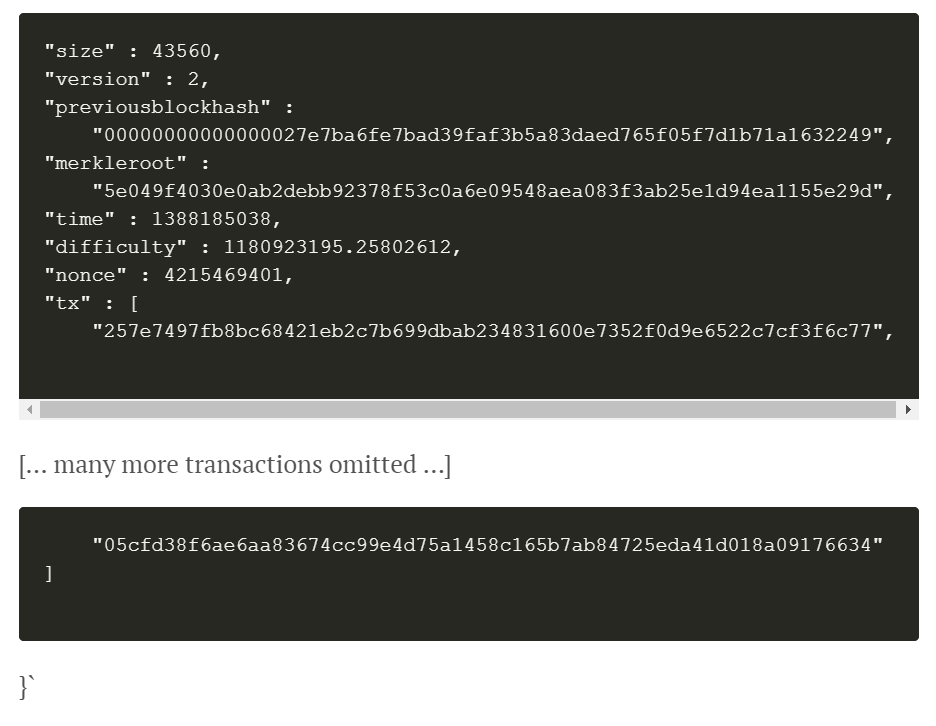 "size" : 43560,
"version" : 2,
"previousblockhash" :
"00000000000000027e7ba6fe7bad39faf3b5a83daed765f05f7d1b71a1632249",
"merkleroot" :
"5e049f4030e0ab2debb92378f53c0a6e09548aea083f3ab25e1d94ea1155e29d",
"time" : 1388185038,
"difficulty" : 1180923195.25802612,
"nonce" : 4215469401,
"tx" : [
"257e7497fb8bc68421eb2c7b699dbab234831600e7352f0d9e6522c7cf3f6c77",
[… many more transactions omitted …]
"05cfd38f6ae6aa83674cc99e4d75a1458c165b7ab84725eda41d018a09176634"
]
}`